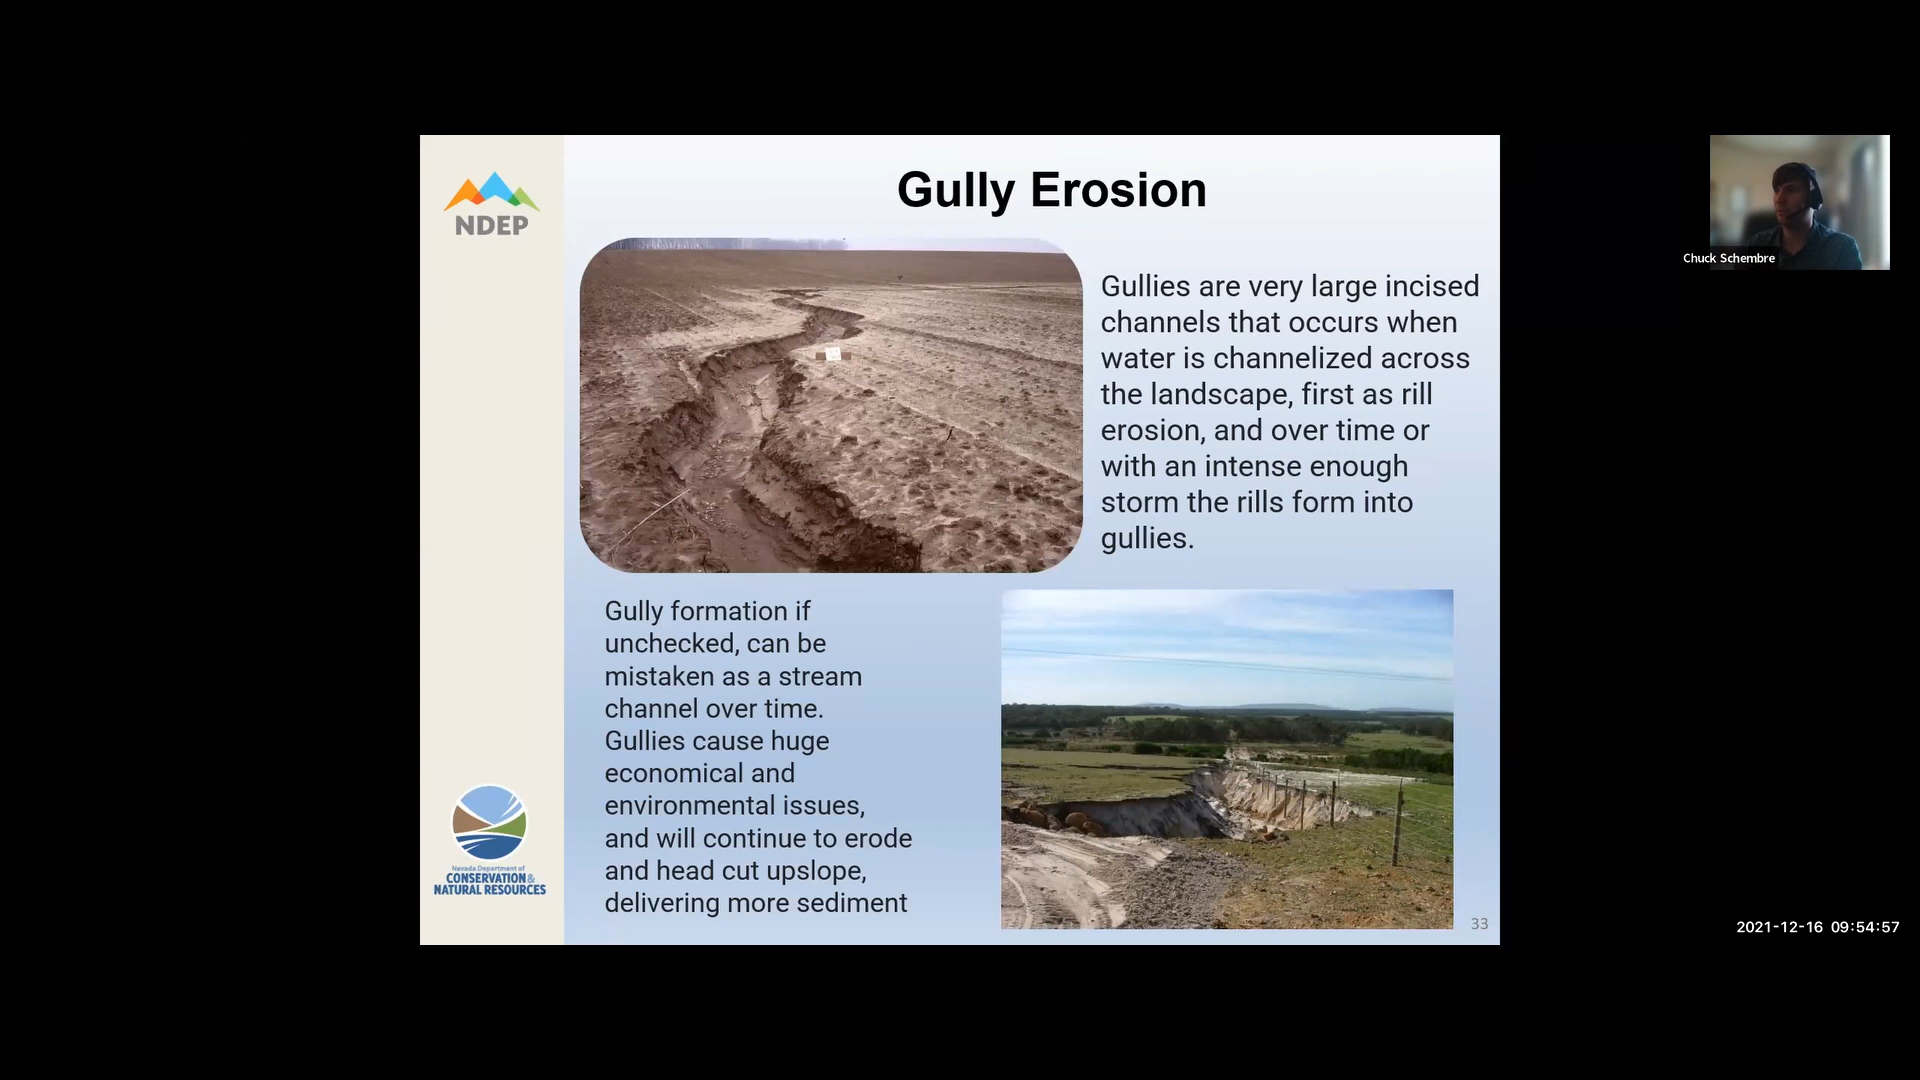 Gully Erosion
NDEP
Gullies are very large incised
channels that occurs when
water is channelized across
the landscape, first as rill
erosion, and over time or
with an intense enough
storm the rills form into
gullies.
Gully formation if
unchecked, can be
mistaken as a stream
channel over time.
Gullies cause huge
economical and
environmental issues,
and will continue to erode
and head cut upslope,
delivering more sediment
Nevada Department of
CONSERVATION &
NATURAL RESOURCES
33
Chuck Schembre
2021-12-16 09:54:57